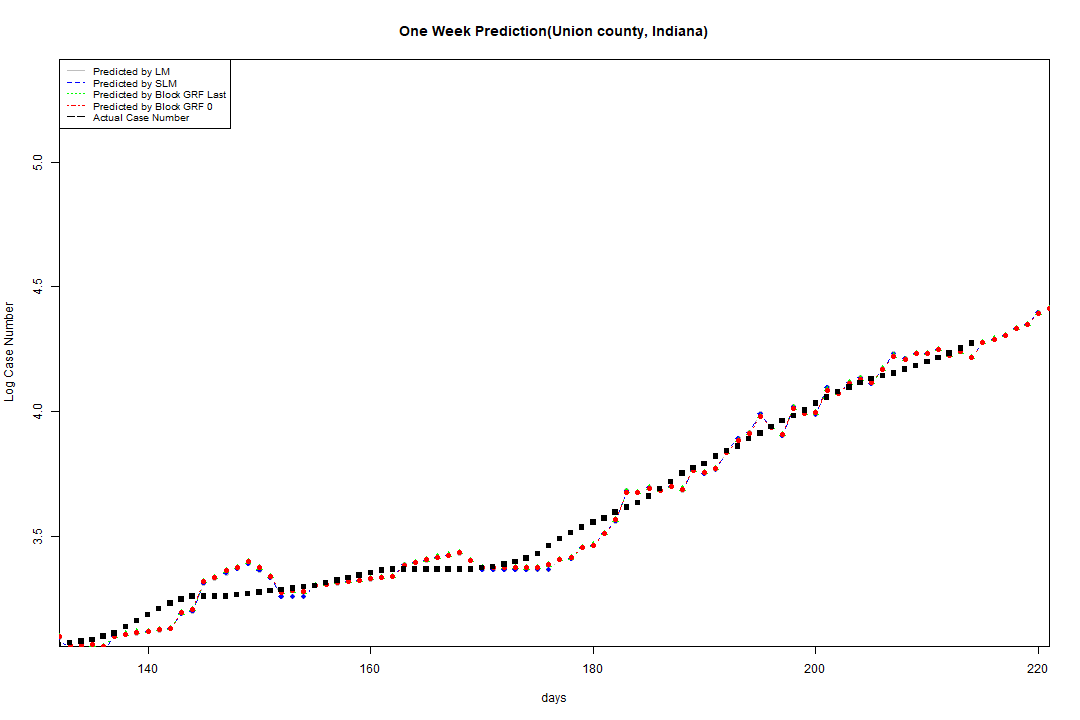 One Week Prediction(Union county, Indiana)
Predicted by LM
Predicted by SLM
Predicted by Block GRF Last
Predicted by Block GRF 0
Actual Case Number
5.0
4.5
4.0
3.5
Log Case Number
140 160 180 200 220
days